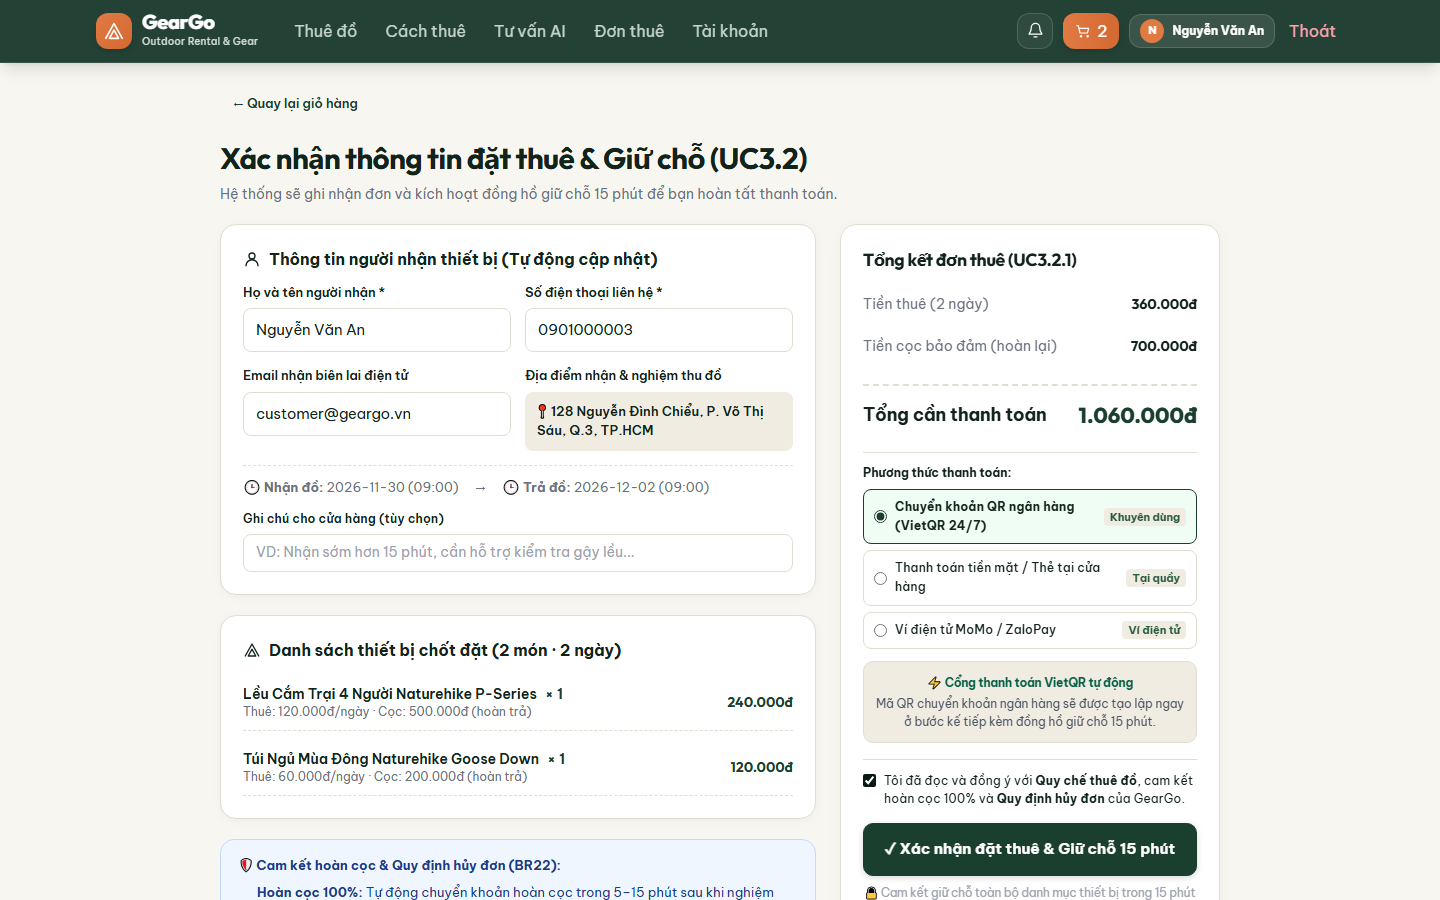 GearGo
Outdoor Rental & Gear
Thuê đồ
Cách thuê
Tư vấn AI
Đơn thuê
Tài khoản
2
N
Nguyễn Văn An
Thoát
← Quay lại giỏ hàng
Xác nhận thông tin đặt thuê & Giữ chỗ (UC3.2)
Hệ thống sẽ ghi nhận đơn và kích hoạt đồng hồ giữ chỗ 15 phút để bạn hoàn tất thanh toán.
Thông tin người nhận thiết bị (Tự động cập nhật)
Họ và tên người nhận *
Số điện thoại liên hệ *
Nguyễn Văn An
0901000003
Email nhận biên lai điện tử
Địa điểm nhận & nghiệm thu đồ
customer@geargo.vn
128 Nguyễn Đình Chiểu, P. Võ Thị
Sáu, Q.3, TP.HCM
Nhận đồ: 2026-11-30 (09:00) → Trả đồ: 2026-12-02 (09:00)
Ghi chú cho cửa hàng (tùy chọn)
VD: Nhận sớm hơn 15 phút, cần hỗ trợ kiểm tra gậy lều...
Danh sách thiết bị chốt đặt (2 món · 2 ngày)
Lều Cắm Trại 4 Người Naturehike P-Series × 1
240.000đ
Thuê: 120.000đ/ngày · Cọc: 500.000đ (hoàn trả)
Túi Ngủ Mùa Đông Naturehike Goose Down × 1
120.000đ
Thuê: 60.000đ/ngày · Cọc: 200.000đ (hoàn trả)
Cam kết hoàn cọc & Quy định hủy đơn (BR22):
Hoàn cọc 100%: Tự động chuyển khoản hoàn cọc trong 5-15 phút sau khi nghiệm
Tổng kết đơn thuê (UC3.2.1)
Tiền thuê (2 ngày)
360.000đ
Tiền cọc bảo đảm (hoàn lại)
700.000đ
Tổng cần thanh toán
1.060.000đ
Phương thức thanh toán:
Chuyển khoản QR ngân hàng
(VietQR 24/7)
Khuyên dùng
Thanh toán tiền mặt / Thẻ tại cửa
hàng
Tại quầy
Ví điện tử MoMo / ZaloPay
Ví điện tử
⚡ Cổng thanh toán VietQR tự động
Mã QR chuyển khoản ngân hàng sẽ được tạo lập ngay
ở bước kế tiếp kèm đồng hồ giữ chỗ 15 phút.
Tôi đã đọc và đồng ý với Quy chế thuê đồ, cam kết
hoàn cọc 100% và Quy định hủy đơn của GearGo.
✓ Xác nhận đặt thuê & Giữ chỗ 15 phút
Cam kết giữ chỗ toàn bộ danh mục thiết bị trong 15 phút